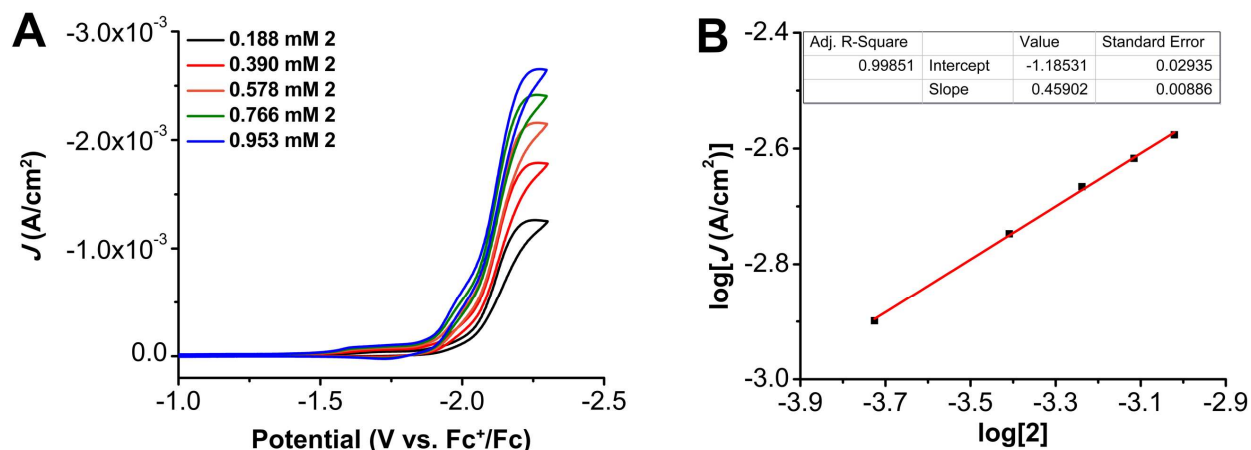 A
-3.0x10⁻³
-2.0x10⁻³
-1.0x10⁻³
0.0
J (A/cm²)
0.188 mM 2
0.390 mM 2
0.578 mM 2
0.766 mM 2
0.953 mM 2
-1.0 -1.5 -2.0 -2.5
Potential (V vs. Fc⁺/Fc)
B
-2.4
-2.6
-2.8
-3.0
log[J (A/cm²)]
Adj. R-Square Value Standard Error
0.99851 Intercept -1.18531 0.02935
Slope 0.45902 0.00886
-3.9 -3.7 -3.5 -3.3 -3.1 -2.9
log[2]